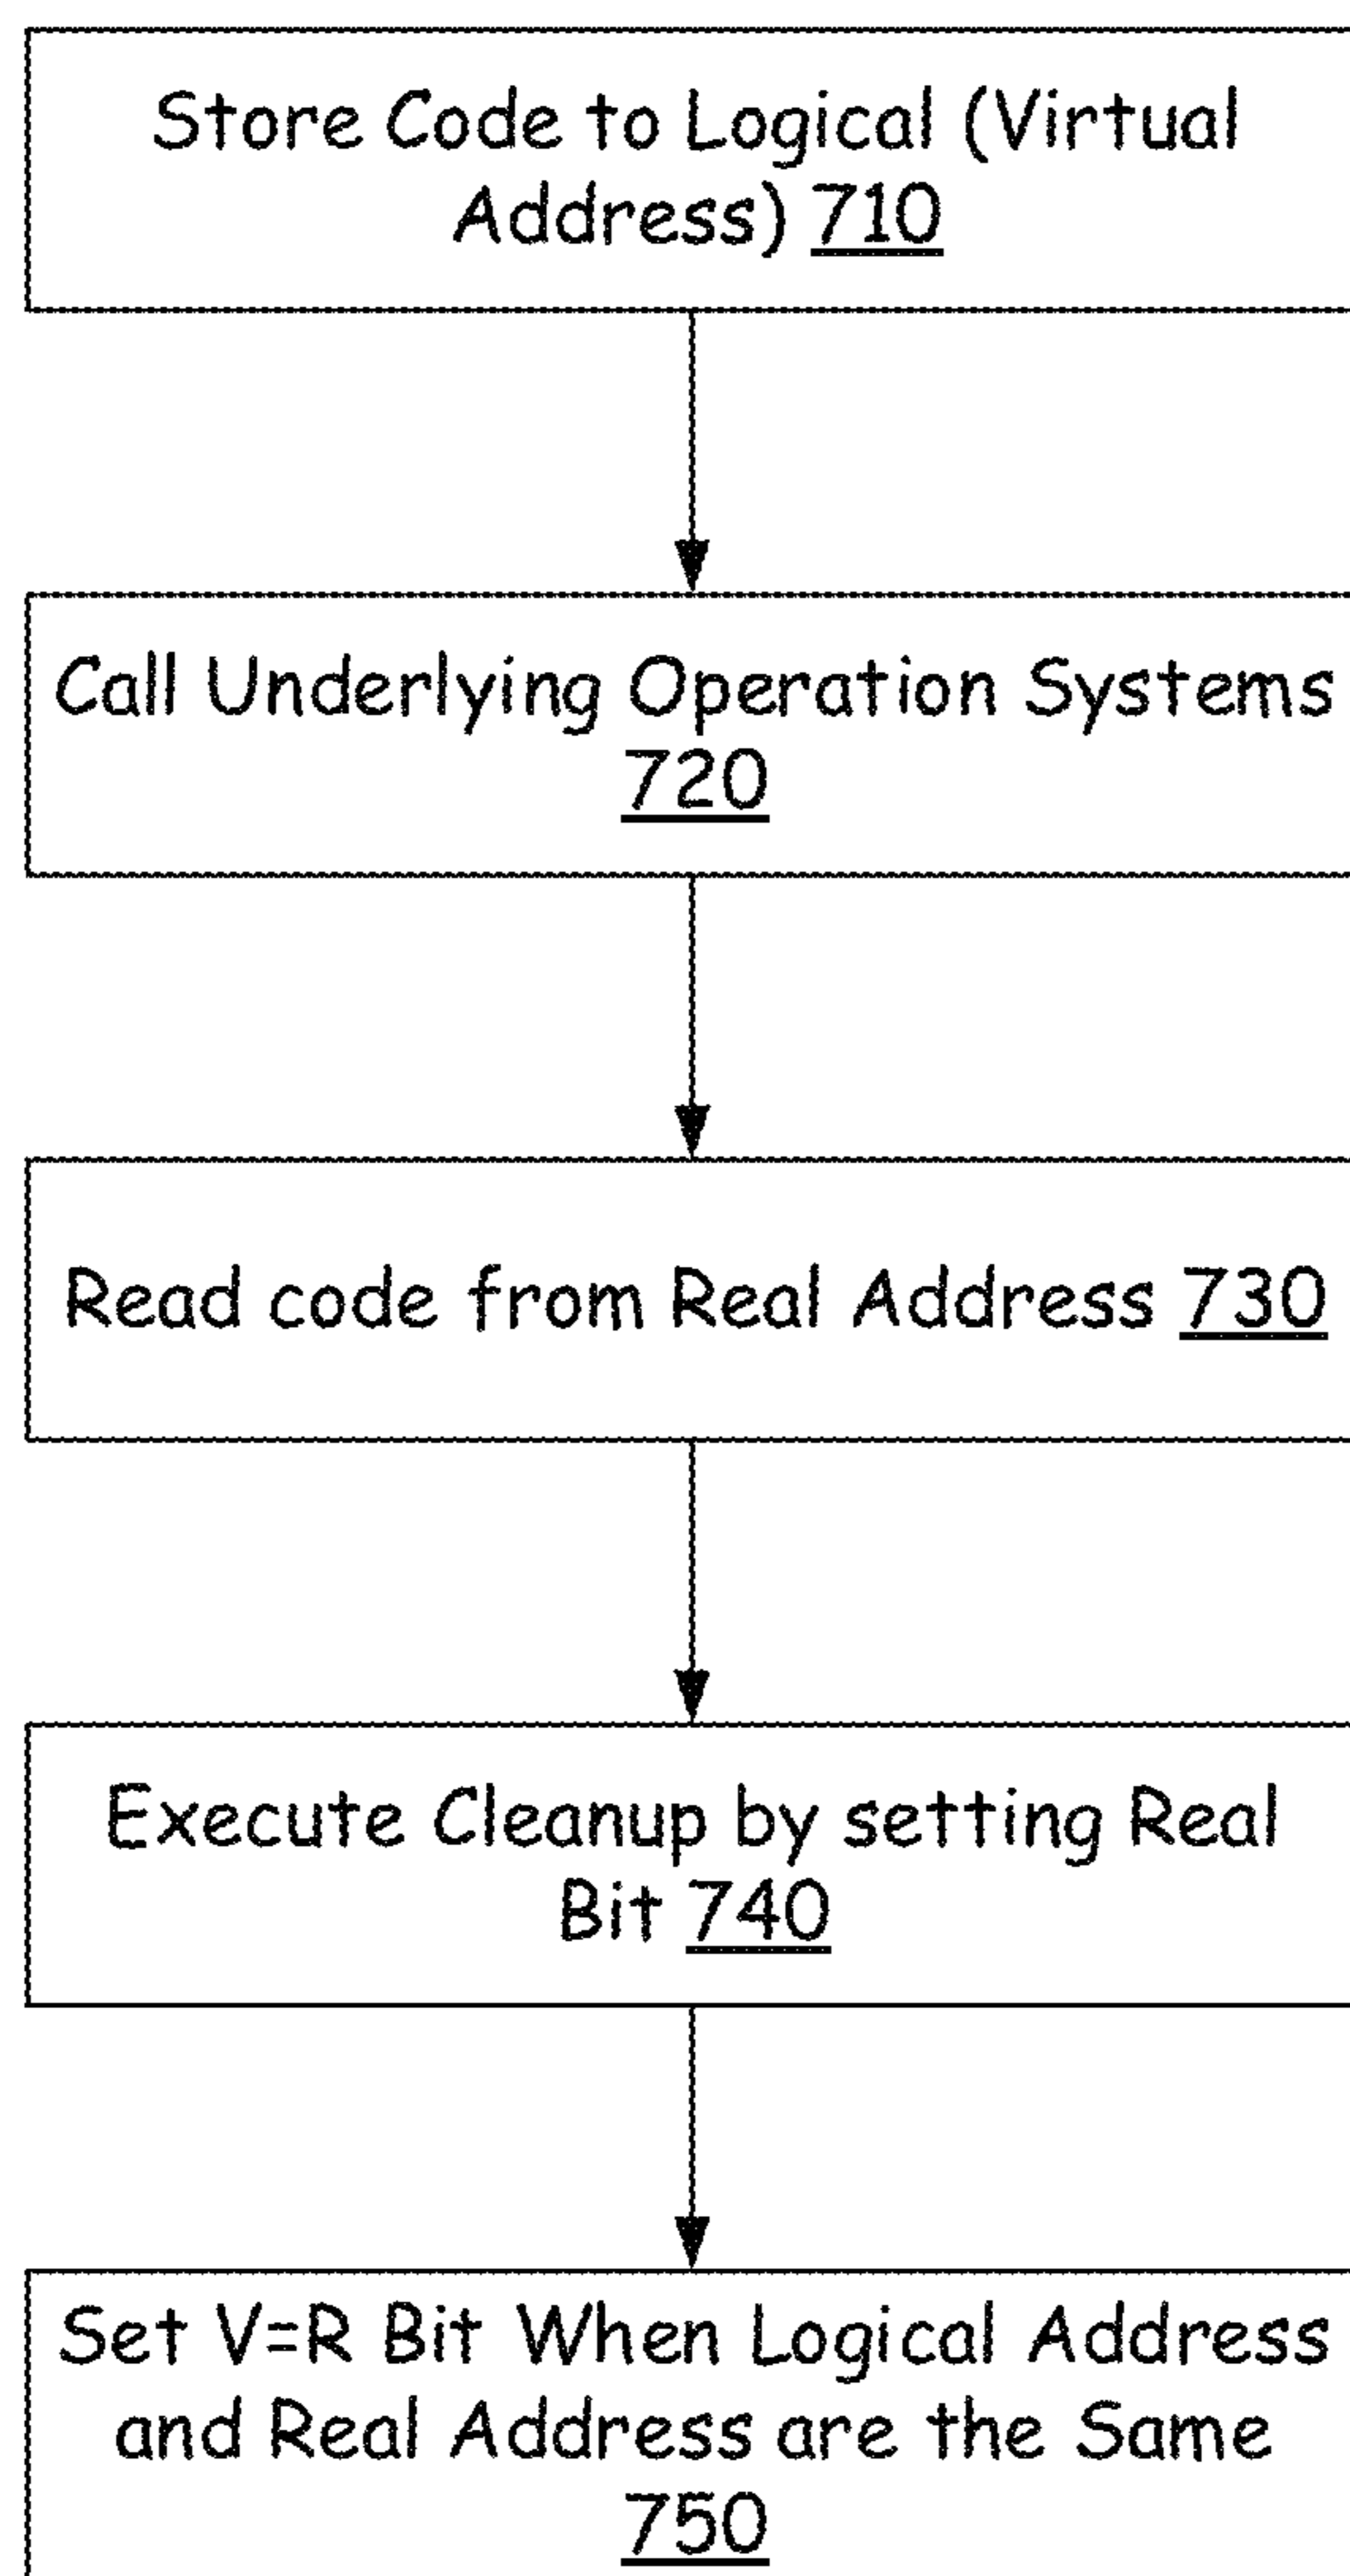 Store Code to Logical (Virtual
Address) 710
Call Underlying Operation Systems
720
Read code from Real Address 730
Execute Cleanup by setting Real
Bit 740
Set V=R Bit When Logical Address
and Real Address are the Same
750